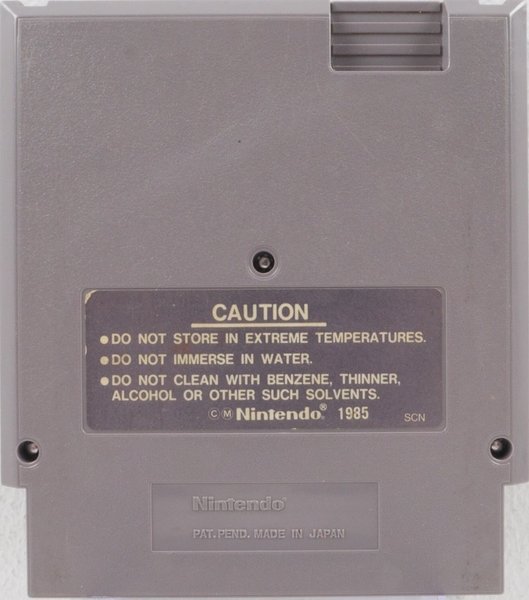 CAUTION
●DO NOT STORE IN EXTREME TEMPERATURES.
●DO NOT IMMERSE IN WATER.
●DO NOT CLEAN WITH BENZENE, THINNER,
ALCOHOL OR OTHER SUCH SOLVENTS.
Ⓒ Ⓜ Nintendo® 1985 SCN
Nintendo®
PAT. PEND. MADE IN JAPAN